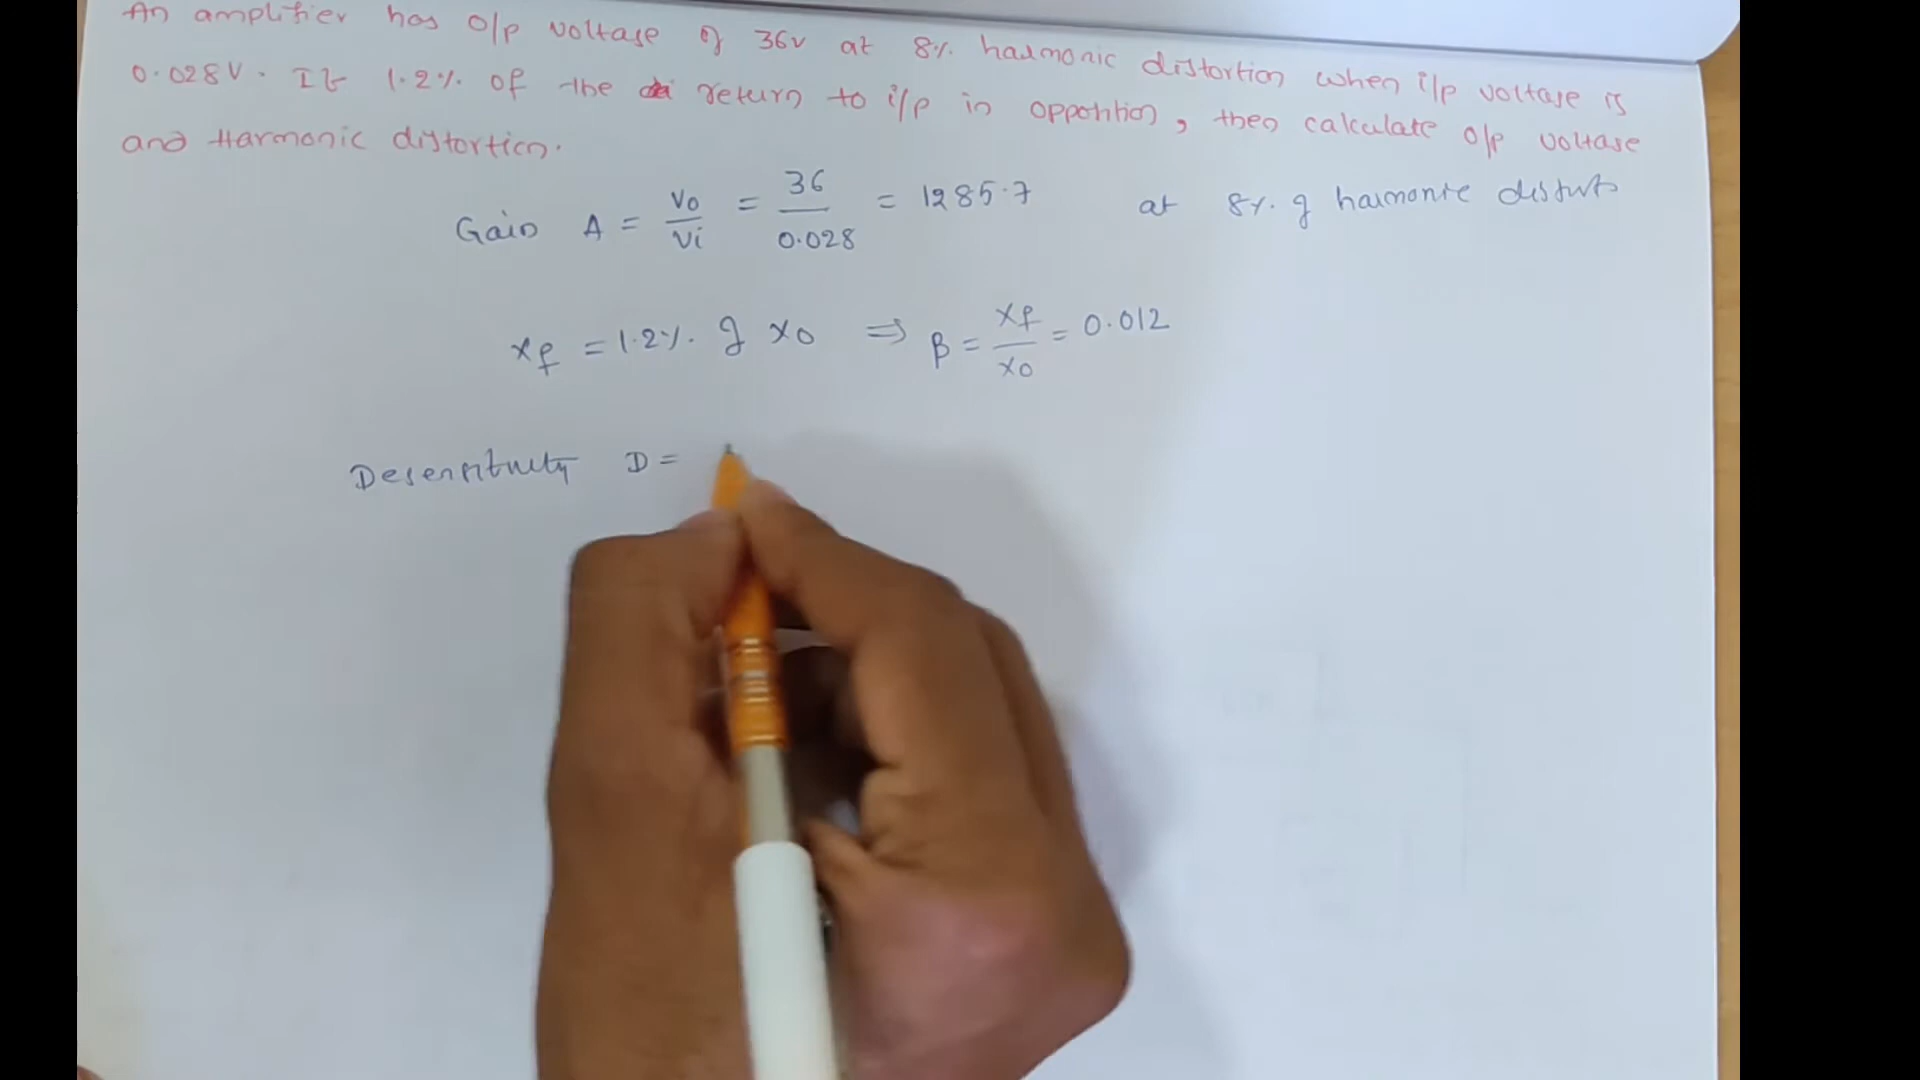 An amplifier has o/p voltage of 36v at 8% harmonic distortion when i/p voltage is
0.028V. If 1.2% of the return to i/p in opposition, then calculate o/p voltage
and Harmonic distortion.
Gain A = Vo/Vi = 36/0.028 = 1285.7 at 8% of harmonic distort
xf = 1.2% of xo ⇒ β = xf/xo = 0.012
Desensitivity D =